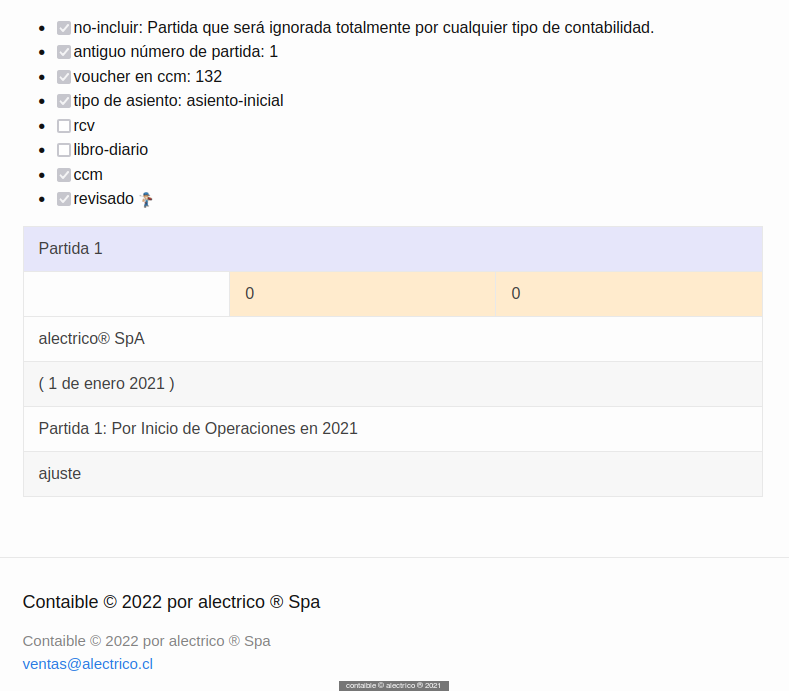 no-incluir: Partida que será ignorada totalmente por cualquier tipo de contabilidad.
antiguo número de partida: 1
voucher en ccm: 132
tipo de asiento: asiento-inicial
rcv
libro-diario
ccm
revisado
Partida 1
0 0
alectrico® SpA
( 1 de enero 2021 )
Partida 1: Por Inicio de Operaciones en 2021
ajuste
Contaible © 2022 por alectrico ® Spa
Contaible © 2022 por alectrico ® Spa
ventas@alectrico.cl
contaible © alectrico ® 2021